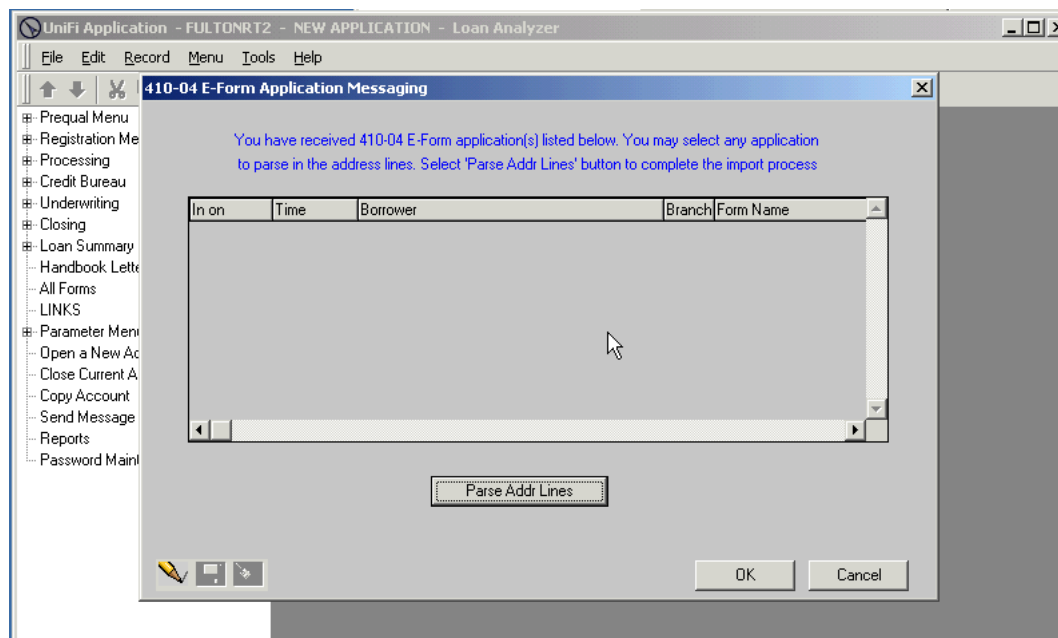 UniFi Application - FULTONRT2 - NEW APPLICATION - Loan Analyzer
File Edit Record Menu Tools Help
410-04 E-Form Application Messaging
Prequal Menu
Registration Me
Processing
Credit Bureau
Underwriting
Closing
Loan Summary
Handbook Lette
All Forms
LINKS
Parameter Menu
Open a New Ac
Close Current A
Copy Account
Send Message
Reports
Password Maint
You have received 410-04 E-Form application(s) listed below. You may select any application
to parse in the address lines. Select 'Parse Addr Lines' button to complete the import process
In on Time Borrower Branch Form Name
Parse Addr Lines
OK Cancel